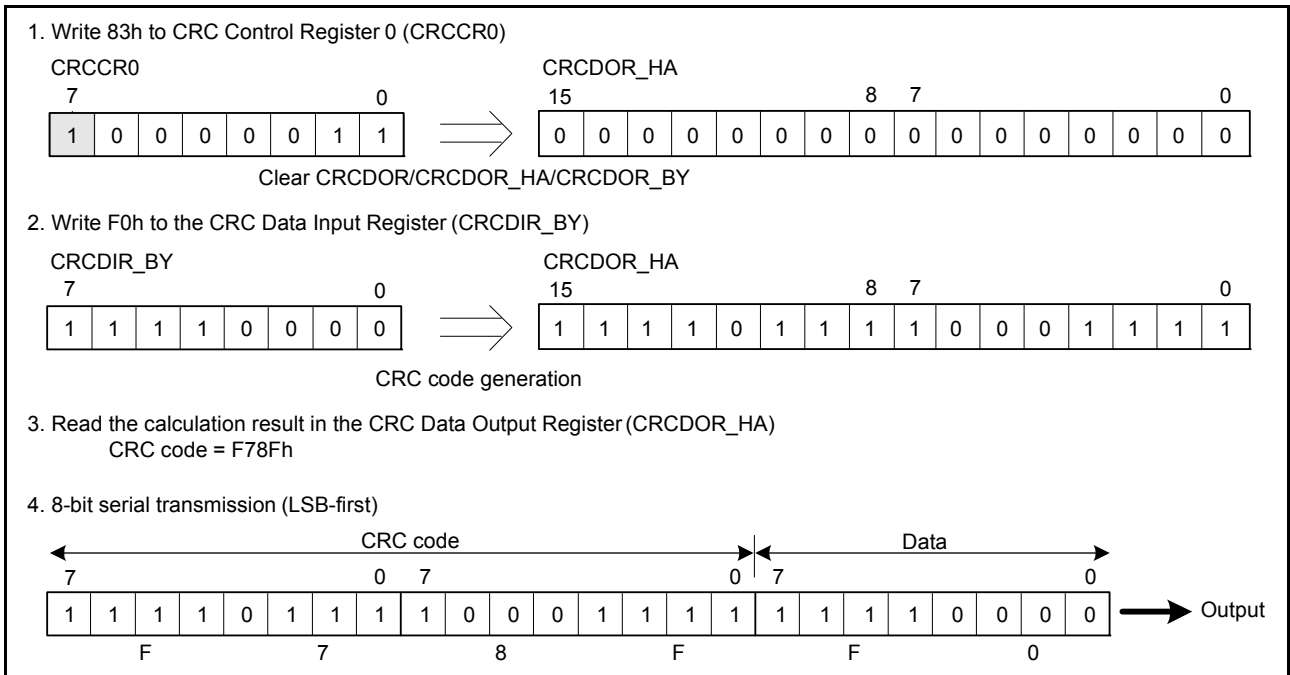 1. Write 83h to CRC Control Register 0 (CRCCR0)
CRCCR0 CRCDOR_HA
7 0 15 8 7 0
1 0 0 0 0 0 1 1 0 0 0 0 0 0 0 0 0 0 0 0 0 0 0 0
Clear CRCDOR/CRCDOR_HA/CRCDOR_BY
2. Write F0h to the CRC Data Input Register (CRCDIR_BY)
CRCDIR_BY CRCDOR_HA
7 0 15 8 7 0
1 1 1 1 0 0 0 0 1 1 1 1 0 1 1 1 1 0 0 0 1 1 1 1
CRC code generation
3. Read the calculation result in the CRC Data Output Register (CRCDOR_HA)
CRC code = F78Fh
4. 8-bit serial transmission (LSB-first)
CRC code Data
7 0 7 0 7 0
1 1 1 1 0 1 1 1 1 0 0 0 1 1 1 1 1 1 1 1 0 0 0 0 Output
F 7 8 F F 0